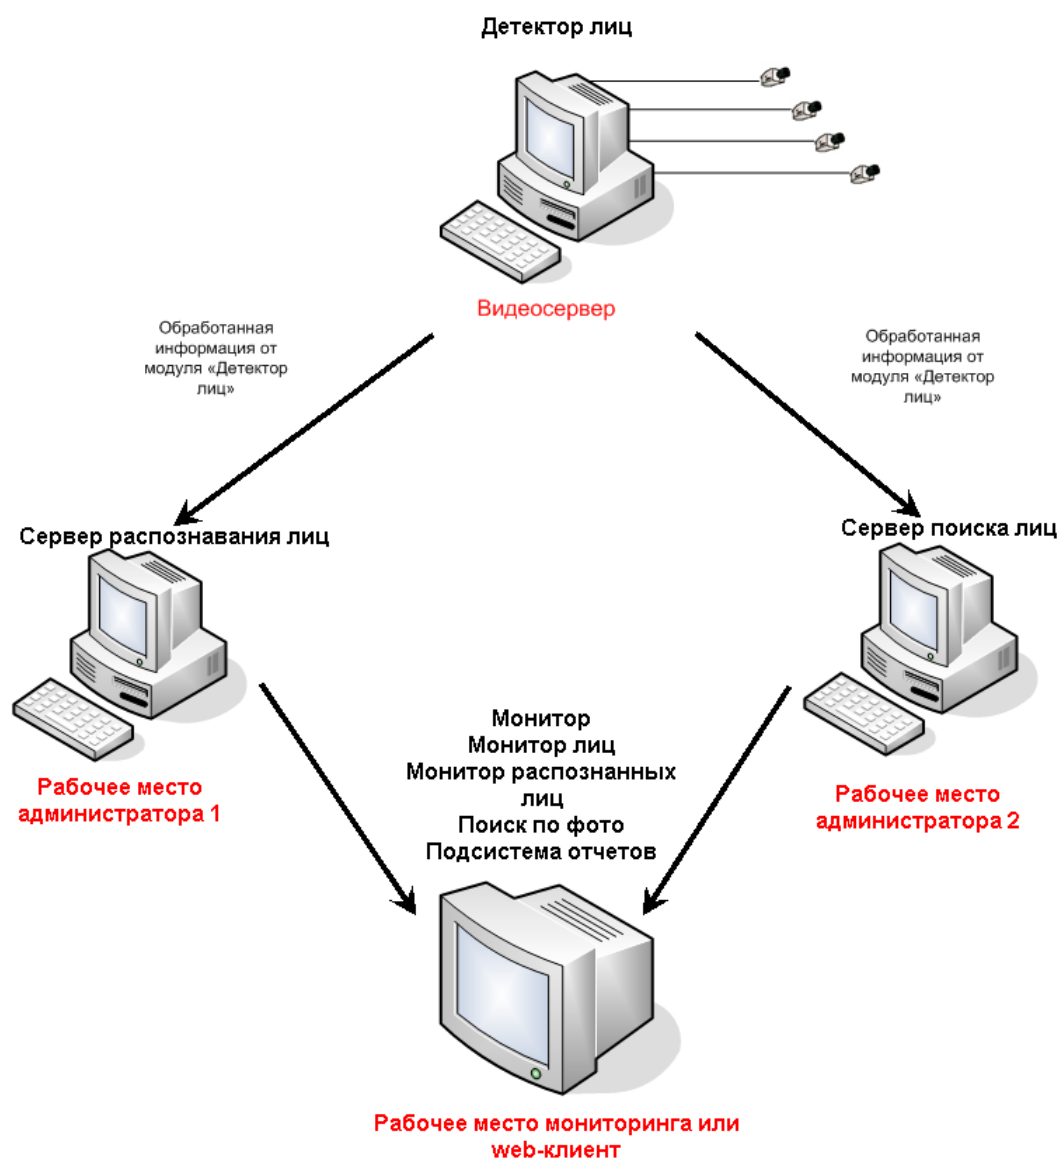 Детектор лиц
Видеосервер
Обработанная
информация от
модуля «Детектор
лиц»
Обработанная
информация от
модуля «Детектор
лиц»
Сервер распознавания лиц
Сервер поиска лиц
Рабочее место
администратора 1
Монитор
Монитор лиц
Монитор распознанных
лиц
Поиск по фото
Подсистема отчетов
Рабочее место
администратора 2
Рабочее место мониторинга или
web-клиент